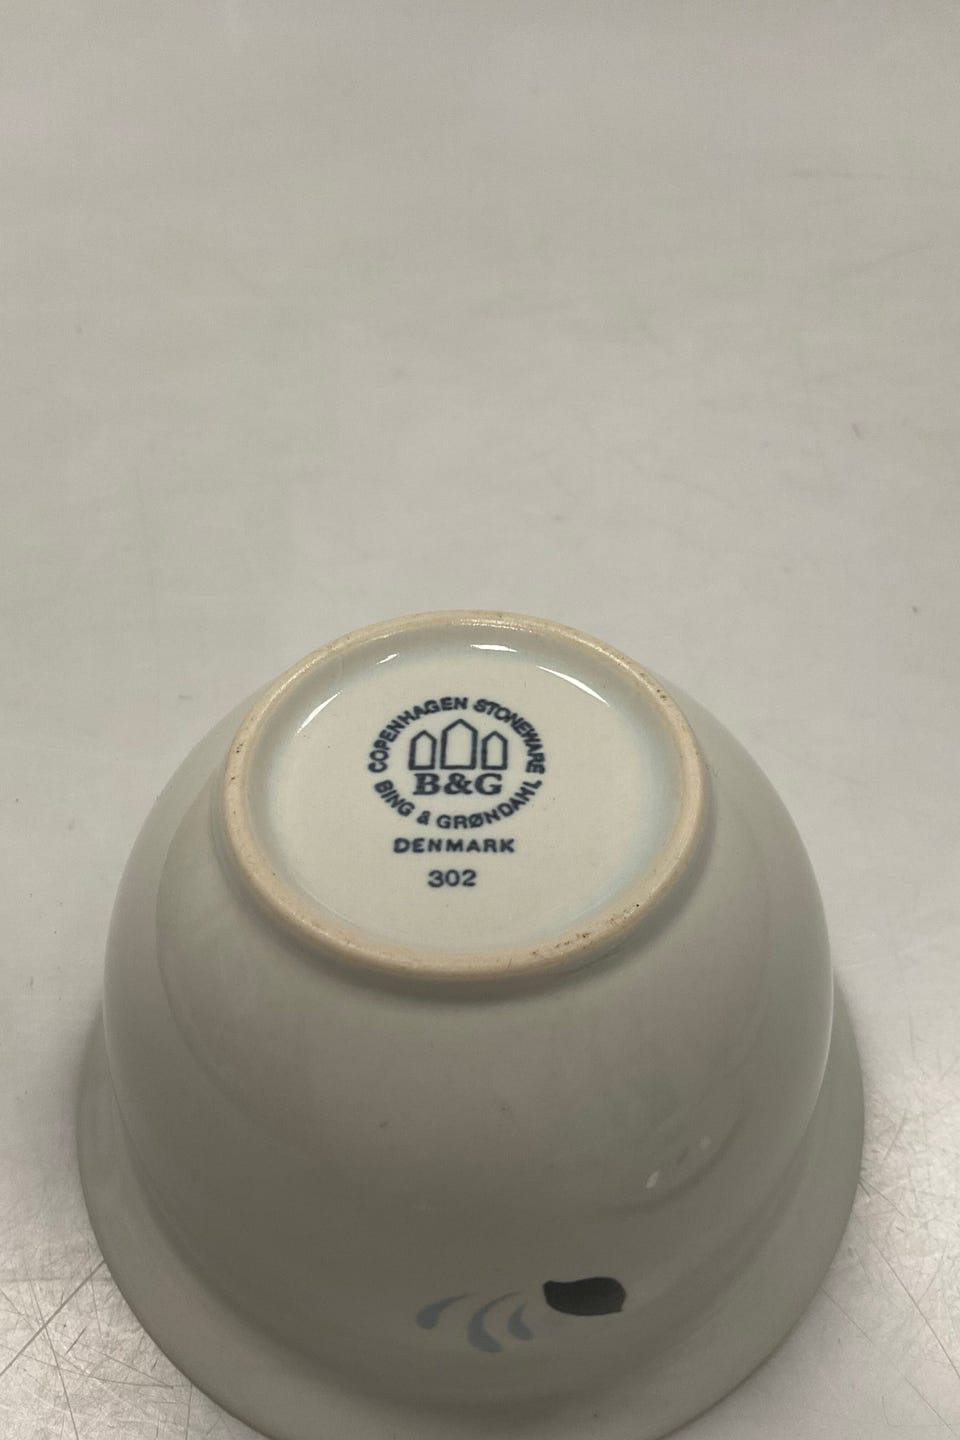 COPENHAGEN STONEWARE
B&G
BING & GRØNDAHL
DENMARK
302